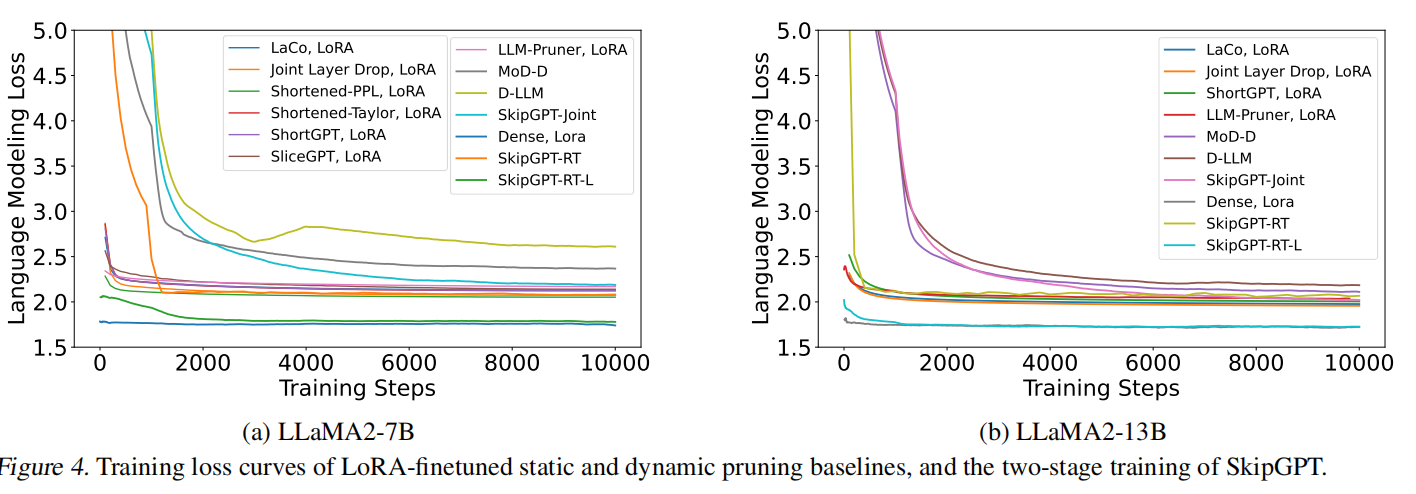 5.0
4.5
4.0
3.5
3.0
2.5
2.0
1.5
Language Modeling Loss
0
2000
4000
6000
8000
10000
Training Steps
LaCo, LoRA
Joint Layer Drop, LoRA
Shortened-PPL, LoRA
Shortened-Taylor, LoRA
ShortGPT, LoRA
SliceGPT, LoRA
LLM-Pruner, LoRA
MoD-D
D-LLM
SkipGPT-Joint
Dense, Lora
SkipGPT-RT
SkipGPT-RT-L
(a) LLaMA2-7B
5.0
4.5
4.0
3.5
3.0
2.5
2.0
1.5
Language Modeling Loss
0
2000
4000
6000
8000
10000
Training Steps
LaCo, LoRA
Joint Layer Drop, LoRA
ShortGPT, LoRA
LLM-Pruner, LoRA
MoD-D
D-LLM
SkipGPT-Joint
Dense, Lora
SkipGPT-RT
SkipGPT-RT-L
(b) LLaMA2-13B
Figure 4. Training loss curves of LoRA-finetuned static and dynamic pruning baselines, and the two-stage training of SkipGPT.